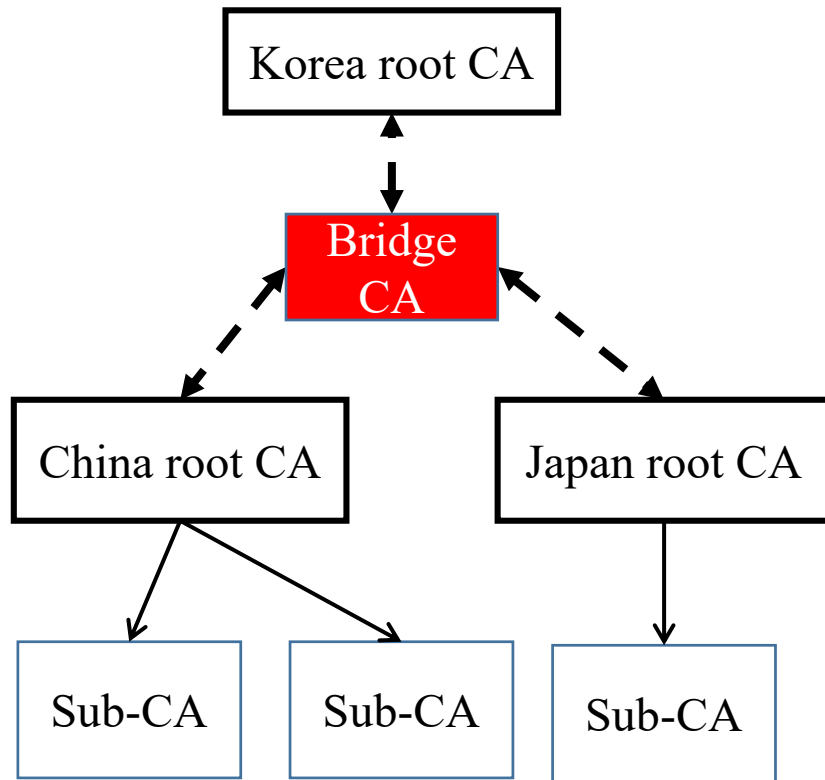 Korea root CA
Bridge
CA
China root CA
Japan root CA
Sub-CA
Sub-CA
Sub-CA